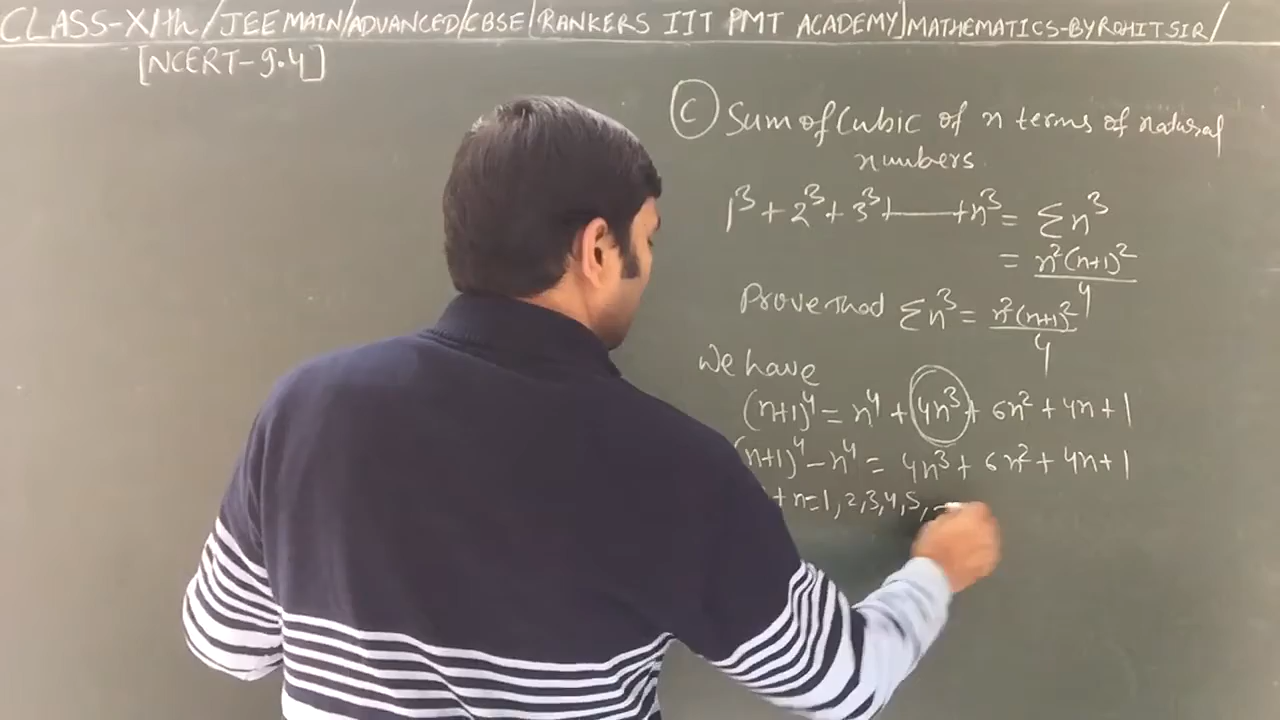 CLASS-XIth/JEE MAIN/ADVANCED/CBSE[RANKERS IIT PMT ACADEMY]MATHEMATICS-BY ROHIT SIR/
[NCERT-9.4]
(C) Sum of Cubic of n terms of natural
numbers.
1³+2³+3³+——+n³ = Σn³
= n²(n+1)²/4
Prove that Σn³ = n²(n+1)²/4
We have
(n+1)⁴ = n⁴ + 4n³ + 6n² + 4n + 1
(n+1)⁴ - n⁴ = 4n³ + 6n² + 4n + 1
n=1,2,3,4,5,